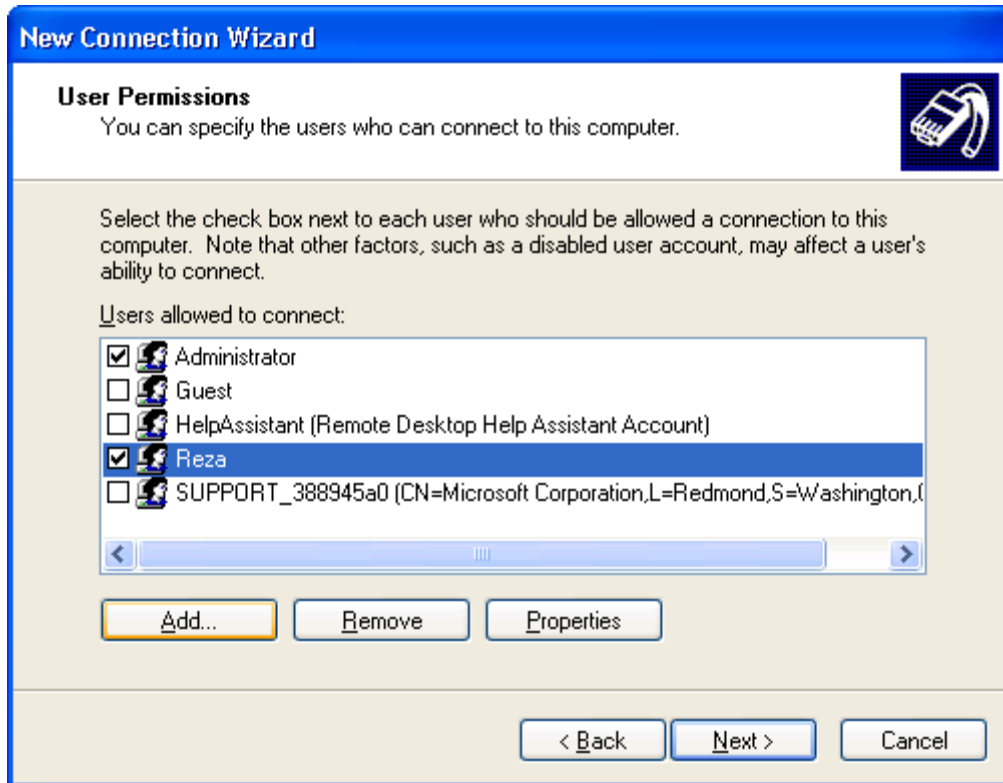 New Connection Wizard
User Permissions
You can specify the users who can connect to this computer.
Select the check box next to each user who should be allowed a connection to this
computer. Note that other factors, such as a disabled user account, may affect a user's
ability to connect.
Users allowed to connect:
Administrator
Guest
HelpAssistant (Remote Desktop Help Assistant Account)
Reza
SUPPORT_388945a0 (CN=Microsoft Corporation,L=Redmond,S=Washington,
Add... Remove Properties
< Back Next > Cancel